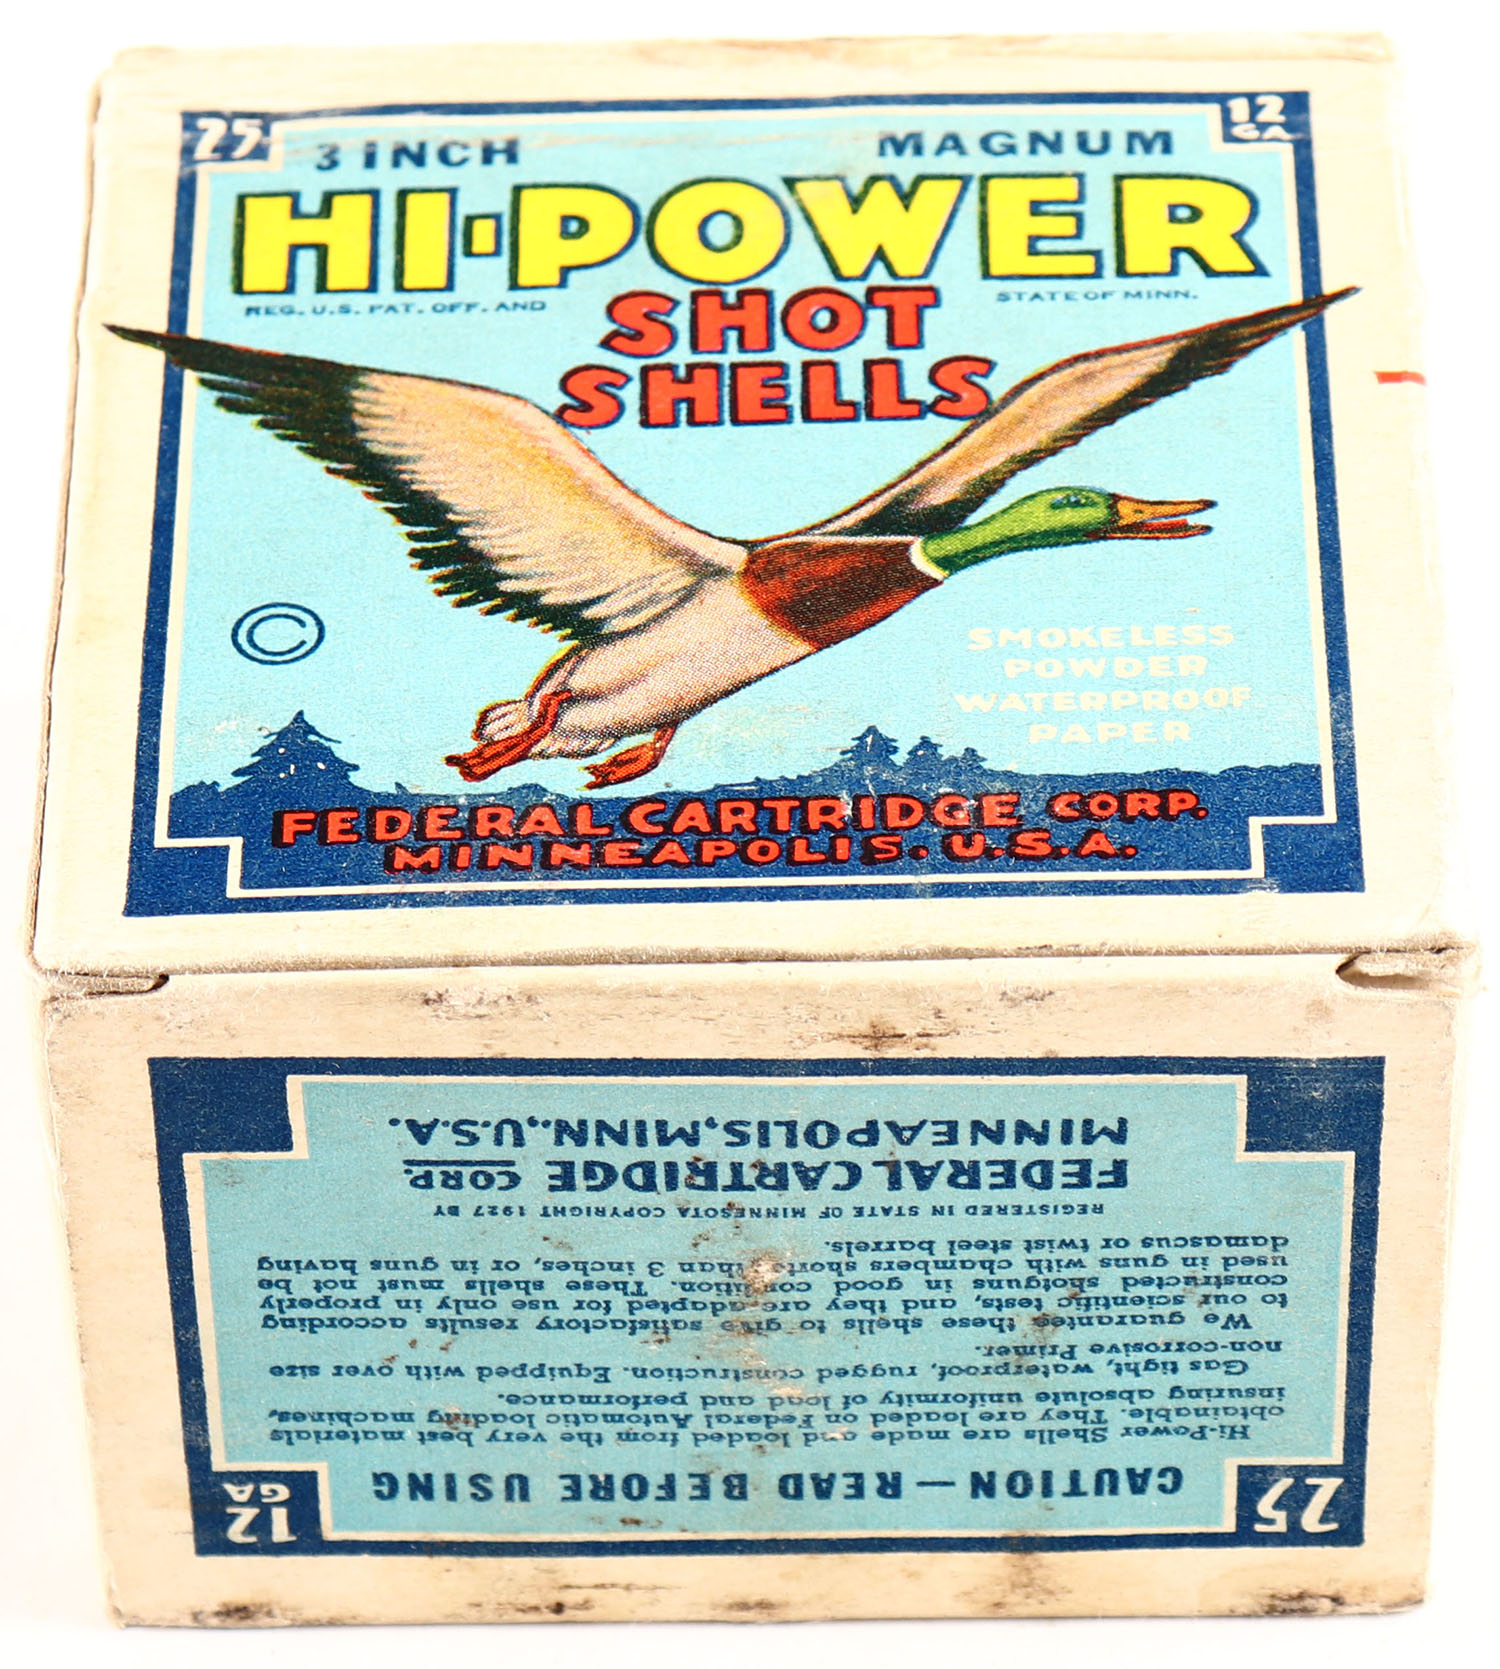 25
12
GA
3 INCH MAGNUM
HI-POWER
REG. U.S. PAT. OFF. AND STATE OF MINN.
SHOT
SHELLS
©
SMOKELESS
POWDER
WATERPROOF
PAPER
FEDERAL CARTRIDGE CORP.
MINNEAPOLIS. U.S.A.
25
12
GA
CAUTION — READ BEFORE USING
Hi-Power Shells are made and loaded from the very best materials
obtainable. They are loaded on Federal Automatic loading machines,
insuring absolute uniformity of load and performance.
Gas tight, waterproof, rugged construction. Equipped with over size
non-corrosive Primer.
We guarantee these shells to give satisfactory results according
to our scientific tests, and they are adapted for use only in properly
constructed shotguns in good condition. These shells must not be
used in guns with chambers shorter than 3 inches, or in guns having
damascus or twist steel barrels.
REGISTERED IN STATE OF MINNESOTA COPYRIGHT 1927 BY
FEDERAL CARTRIDGE CORP.
MINNEAPOLIS, MINN., U.S.A.